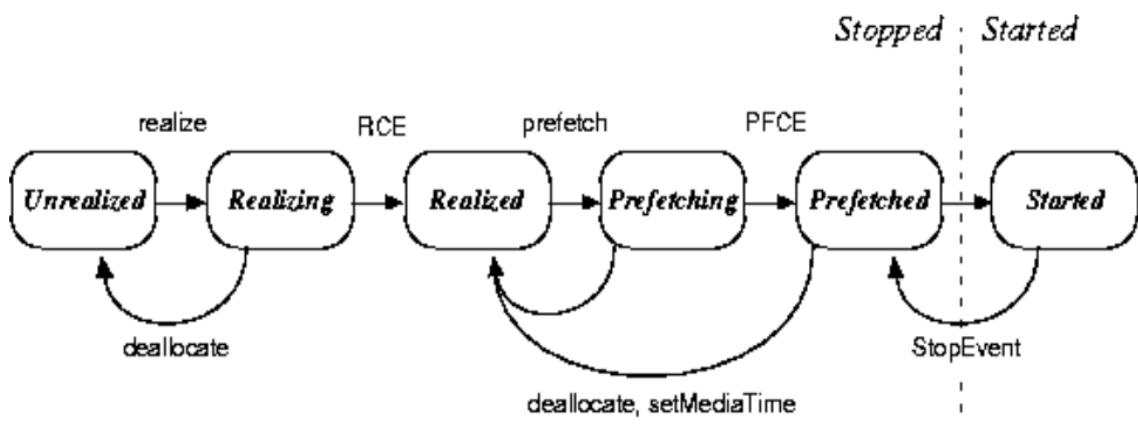 Stopped Started
realize RCE prefetch PFCE
Unrealized Realizing Realized Prefetching Prefetched Started
deallocate StopEvent
deallocate, setMediaTime